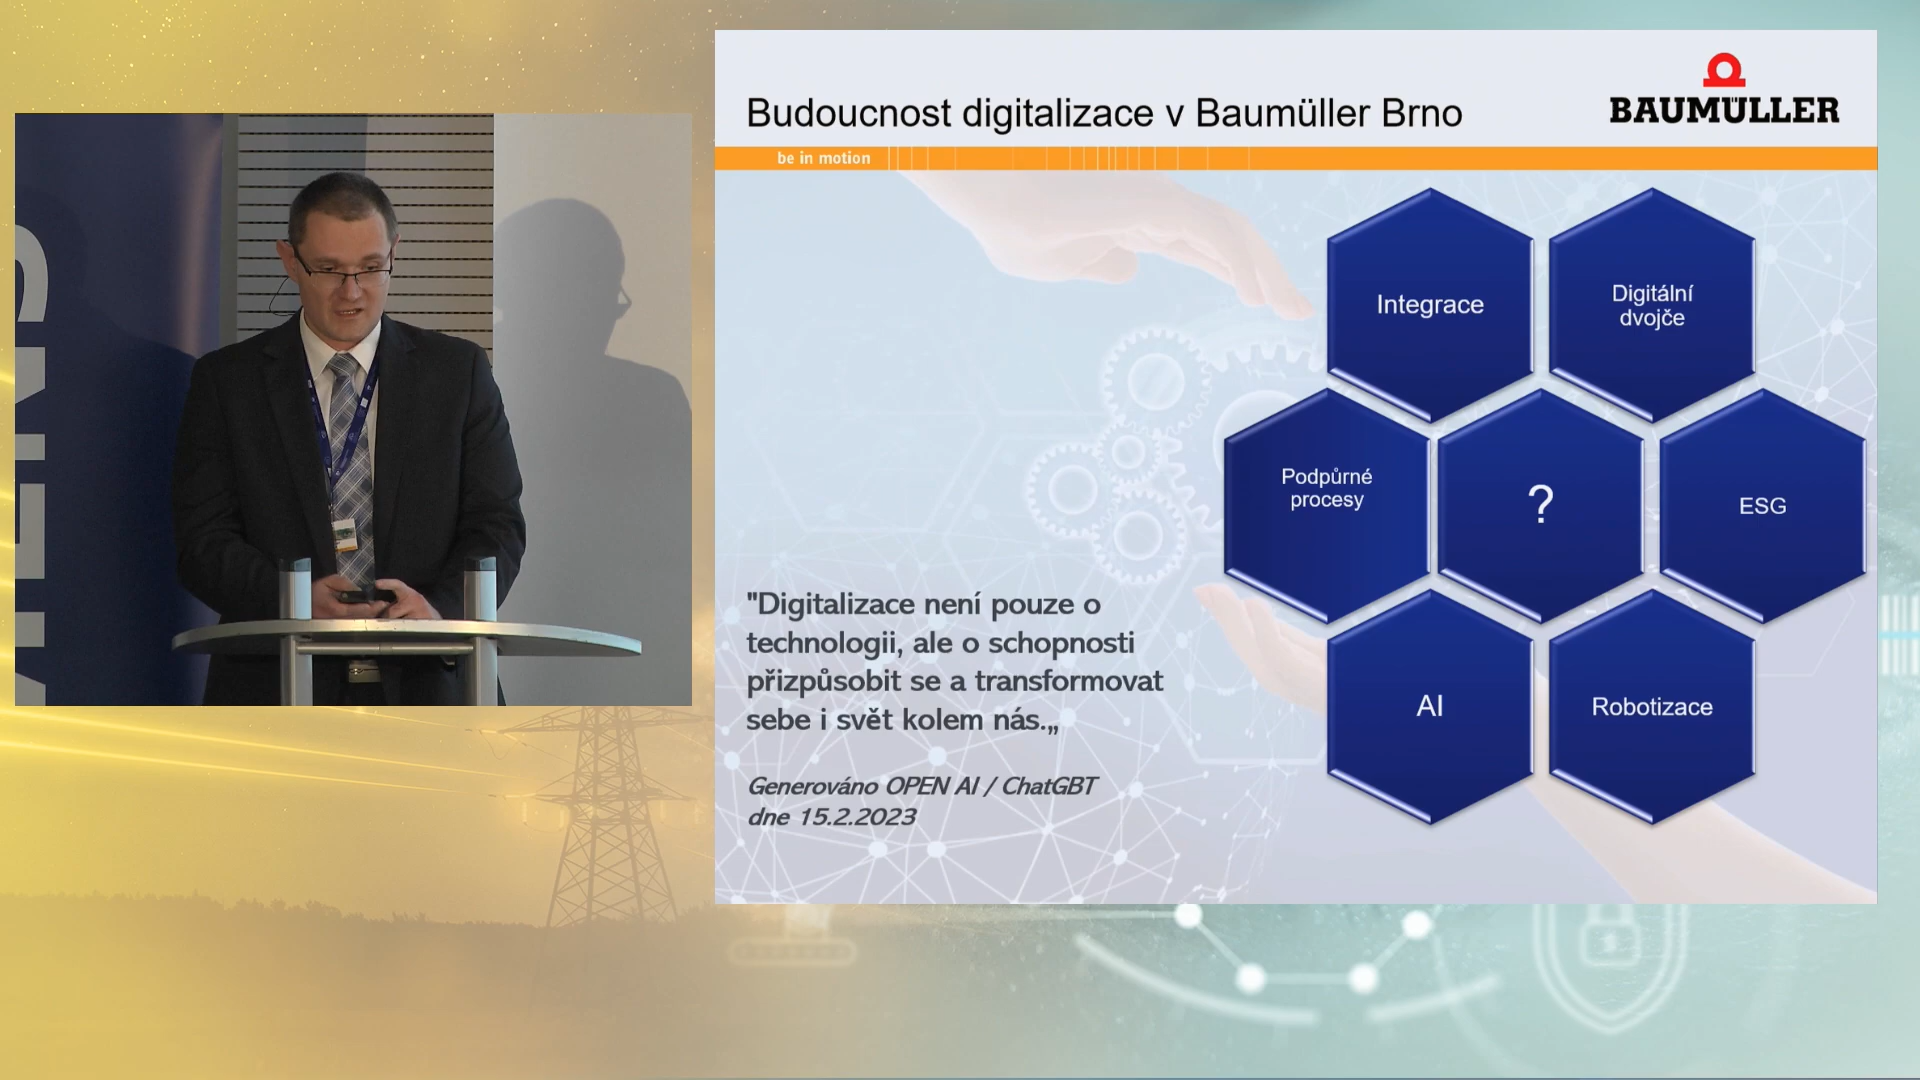 Budoucnost digitalizace v Baumüller Brno
BAUMÜLLER
be in motion
Integrace
Digitální
dvojče
Podpůrné
procesy
?
ESG
AI
Robotizace
"Digitalizace není pouze o
technologii, ale o schopnosti
přizpůsobit se a transformovat
sebe i svět kolem nás.„
Generováno OPEN AI / ChatGBT
dne 15.2.2023